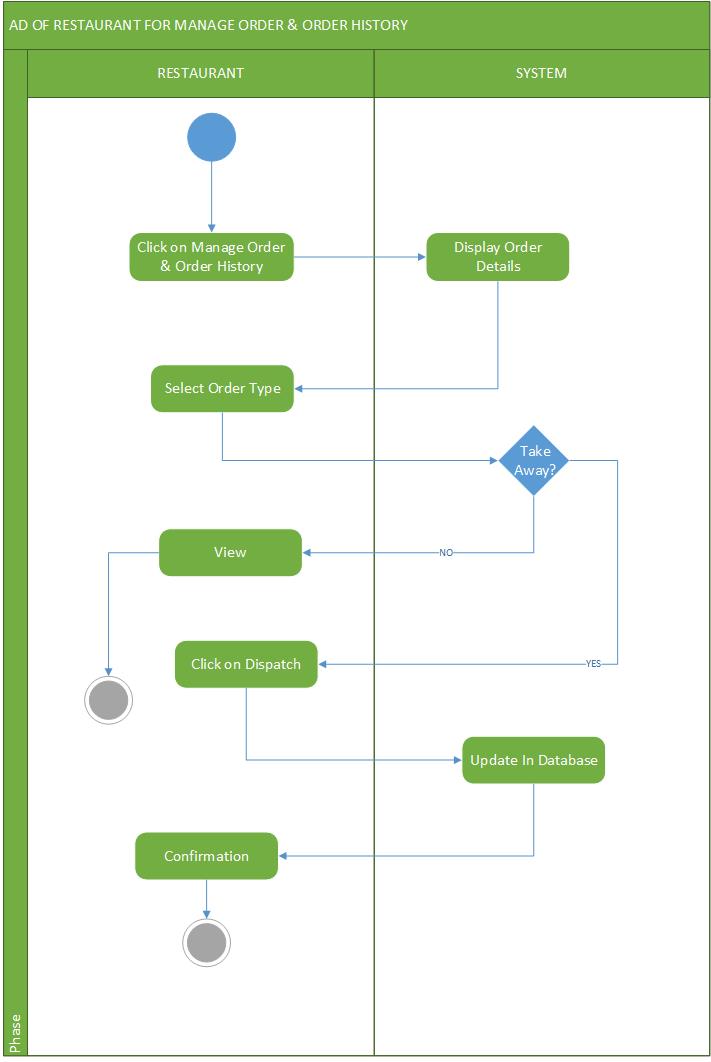 AD OF RESTAURANT FOR MANAGE ORDER & ORDER HISTORY
RESTAURANT
SYSTEM
Click on Manage Order
& Order History
Display Order
Details
Select Order Type
Take
Away?
View
NO
Click on Dispatch
YES
Update In Database
Confirmation
Phase